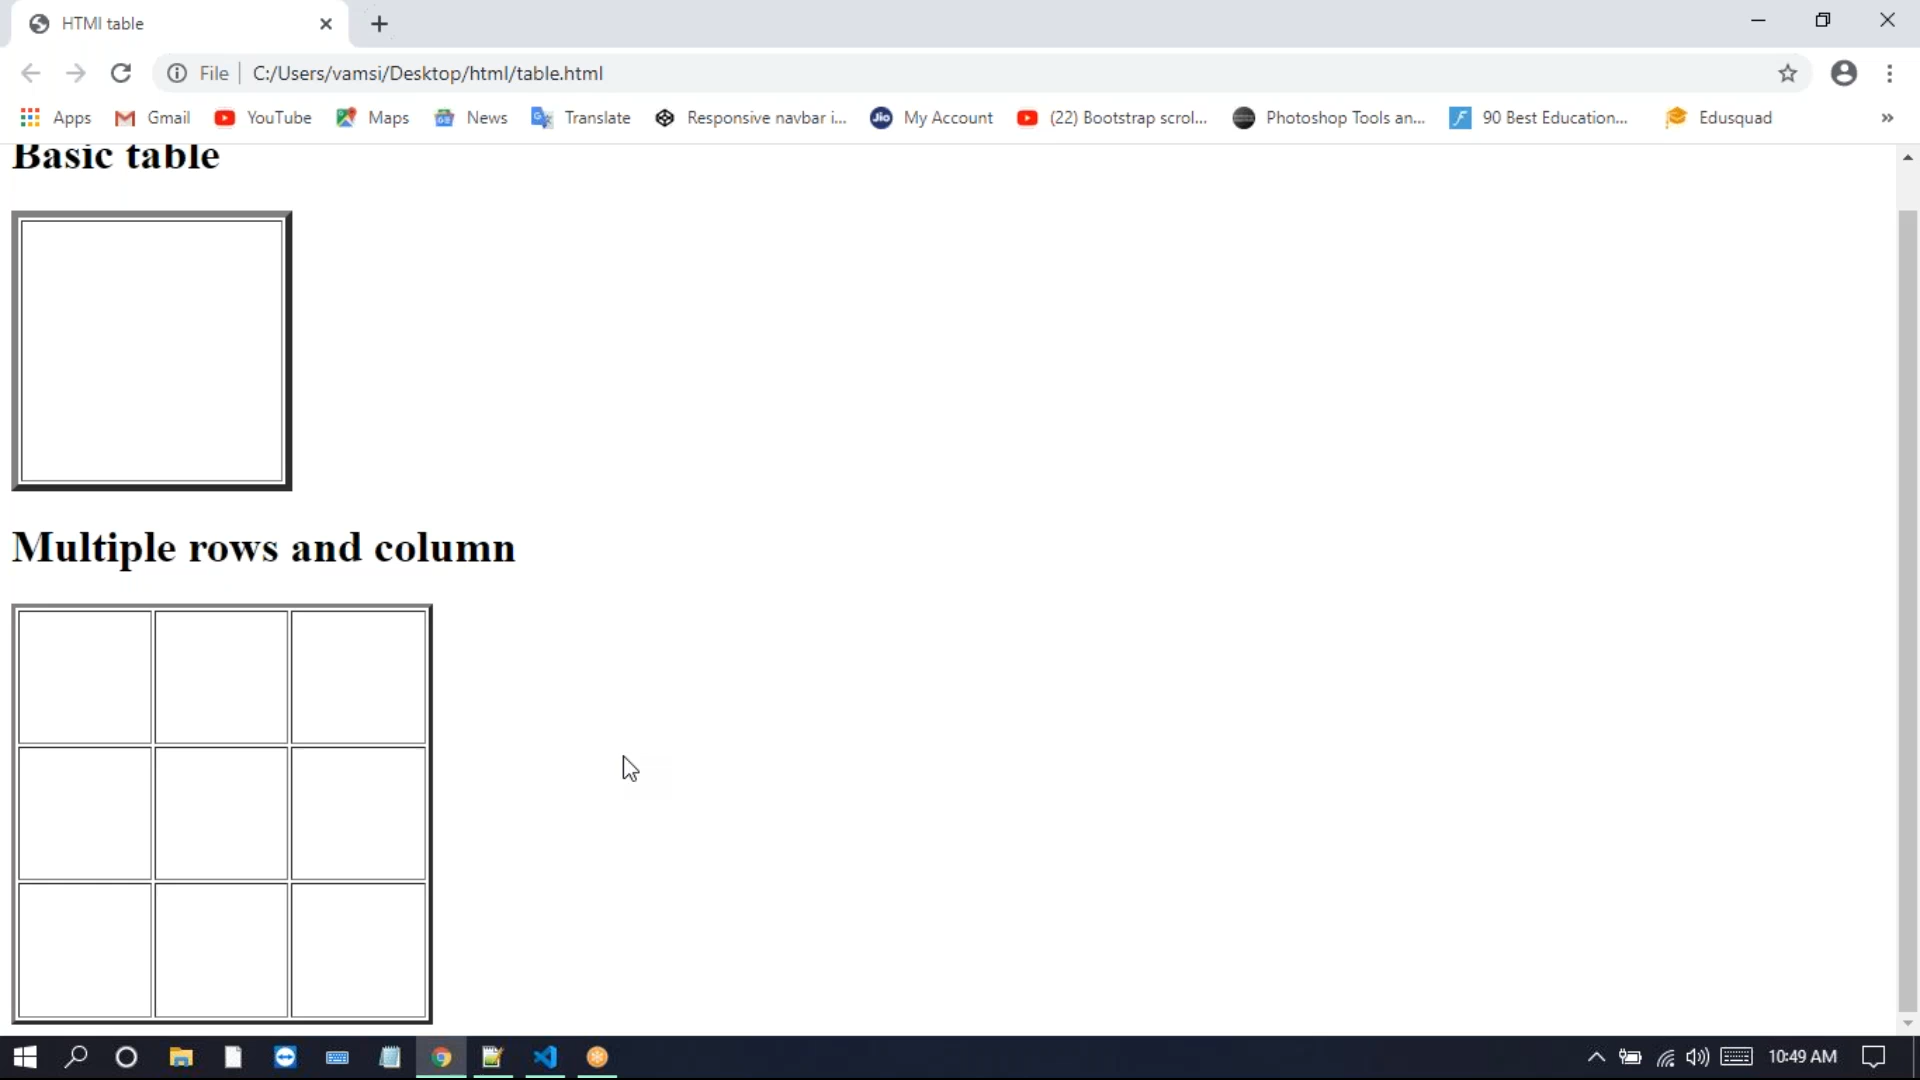 HTMl table
File
C:/Users/vamsi/Desktop/html/table.html
Apps
Gmail
YouTube
Maps
News
Translate
Responsive navbar i...
My Account
(22) Bootstrap scrol...
Photoshop Tools an...
90 Best Education...
Edusquad
»
Basic table
Multiple rows and column
10:49 AM